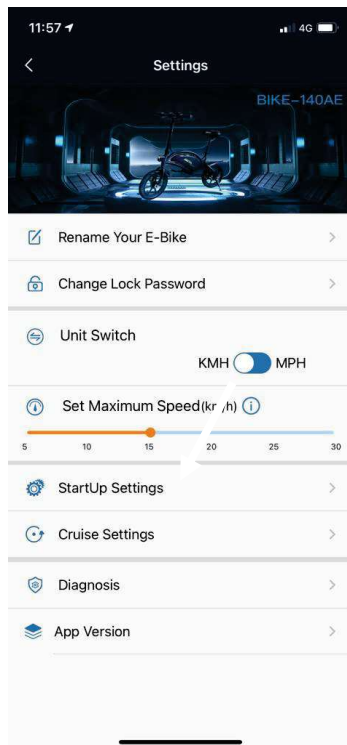 11:57 4G
Settings
BIKE-140AE
Rename Your E-Bike
Change Lock Password
Unit Switch
KMH MPH
Set Maximum Speed(km/h)
5 10 15 20 25 30
StartUp Settings
Cruise Settings
Diagnosis
App Version